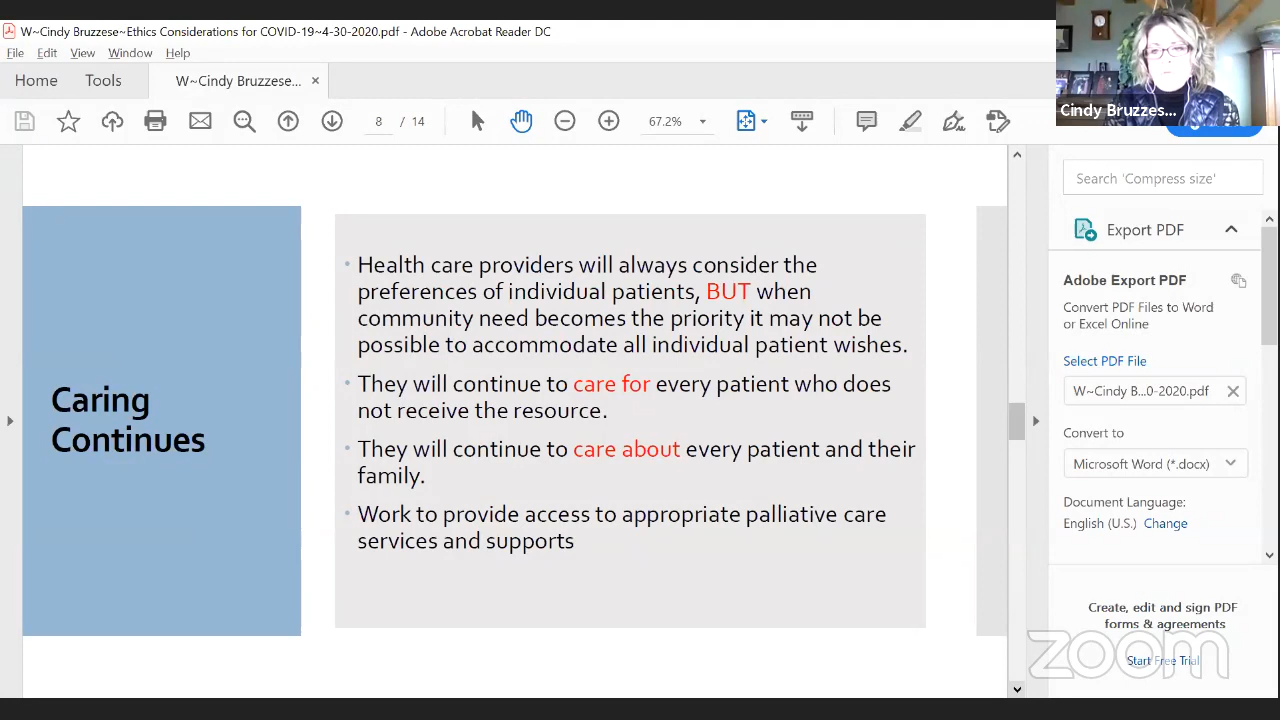 W~Cindy Bruzzese~Ethics Considerations for COVID-19~4-30-2020.pdf - Adobe Acrobat Reader DC
File Edit View Window Help
Home Tools W~Cindy Bruzzese... ×
8 / 14 67.2%
Cindy Bruzzes...
Caring
Continues
• Health care providers will always consider the
preferences of individual patients, BUT when
community need becomes the priority it may not be
possible to accommodate all individual patient wishes.
• They will continue to care for every patient who does
not receive the resource.
• They will continue to care about every patient and their
family.
• Work to provide access to appropriate palliative care
services and supports
Search 'Compress size'
Export PDF
Adobe Export PDF
Convert PDF Files to Word
or Excel Online
Select PDF File
W~Cindy B...0-2020.pdf
Convert to
Microsoft Word (*.docx)
Document Language:
English (U.S.) Change
Create, edit and sign PDF
forms & agreements
Start Free Trial
zoom